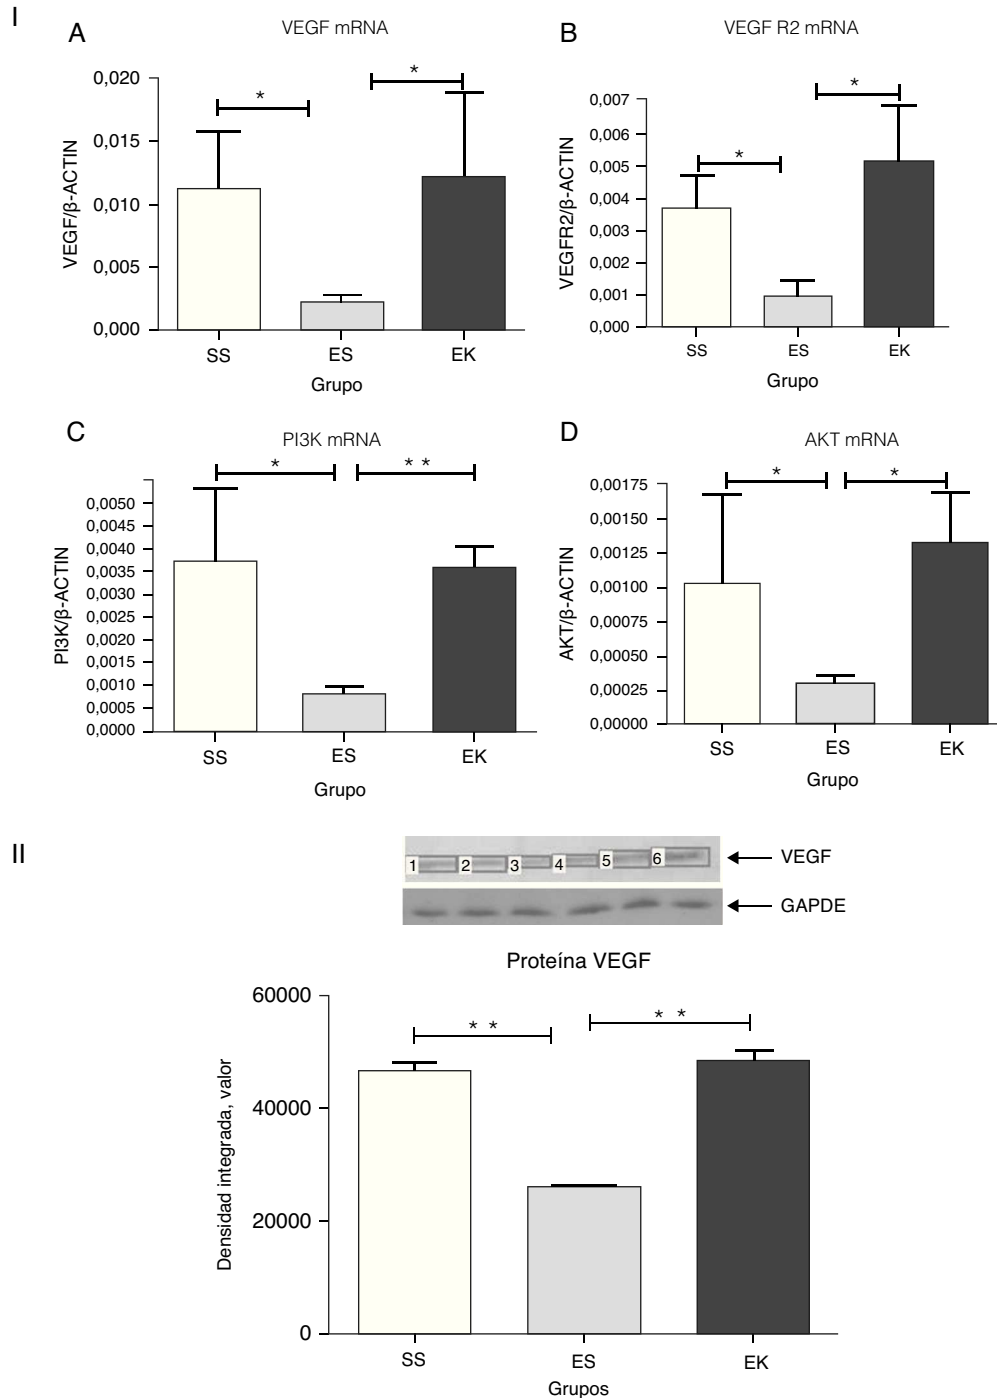 I
A
VEGF mRNA
VEGF/β-ACTIN
0,020
0,015
0,010
0,005
0,000
* *
SS ES EK
Grupo
B
VEGF R2 mRNA
VEGFR2/β-ACTIN
0,007
0,006
0,005
0,004
0,003
0,002
0,001
0,000
* *
SS ES EK
Grupo
C
PI3K mRNA
PI3K/β-ACTIN
0,0050
0,0045
0,0040
0,0035
0,0030
0,0025
0,0020
0,0015
0,0010
0,0005
0,0000
* * *
SS ES EK
Grupo
D
AKT mRNA
AKT/β-ACTIN
0,00175
0,00150
0,00125
0,00100
0,00075
0,00050
0,00025
0,00000
* *
SS ES EK
Grupo
II
1 2 3 4 5 6
VEGF
GAPDE
Proteína VEGF
Densidad integrada, valor
60000
40000
20000
0
* * * *
SS ES EK
Grupos